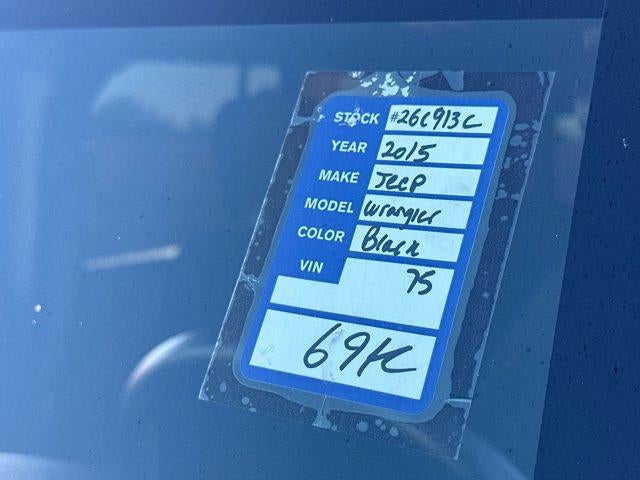 STOCK #26C913C
YEAR 2015
MAKE Jeep
MODEL Wrangler
COLOR Black
VIN 75
69K